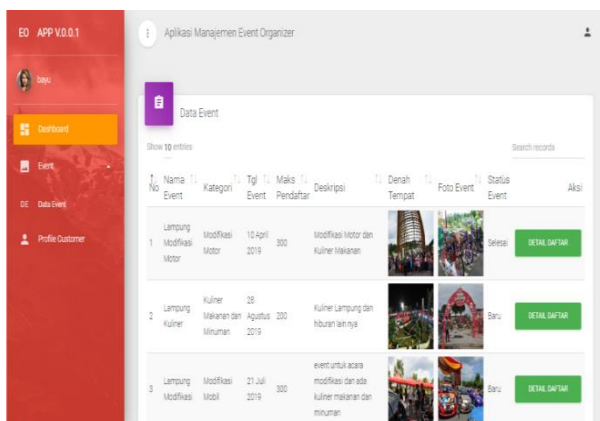 EO APP V.0.0.1
Aplikasi Manajemen Event Organizer
bayu
Dashboard
Event
DE Data Event
Profile Customer
Data Event
Show 10 entries
Search records
No Nama Event Kategori Tgl Event Maks Pendaftar Deskripsi Denah Tempat Foto Event Status Event Aksi
1 Lampung Modifikasi Motor Modifikasi Motor 10 April 2019 300 Modifikasi Motor dan Kuliner Makanan Selesai DETAIL DAFTAR
2 Lampung Kuliner Kuliner Makanan dan Minuman 28 Agustus 2019 200 Kuliner Lampung dan hiburan lain nya Baru DETAIL DAFTAR
3 Lampung Modifikasi Modifikasi Mobil 21 Juli 2019 300 event untuk acara modifikasi dan ada kuliner makanan dan minuman Baru DETAIL DAFTAR